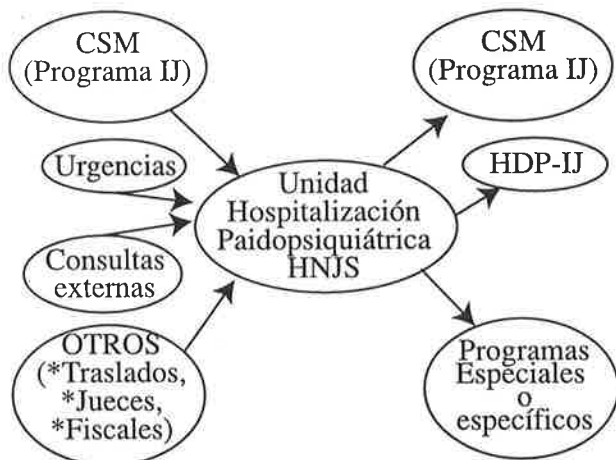 CSM
(Programa IJ)
Urgencias
Consultas
externas
OTROS
(*Traslados,
*Jueces,
*Fiscales)
Unidad
Hospitalización
Paidopsiquiátrica
HNJS
CSM
(Programa IJ)
HDP-IJ
Programas
Especiales
o
específicos